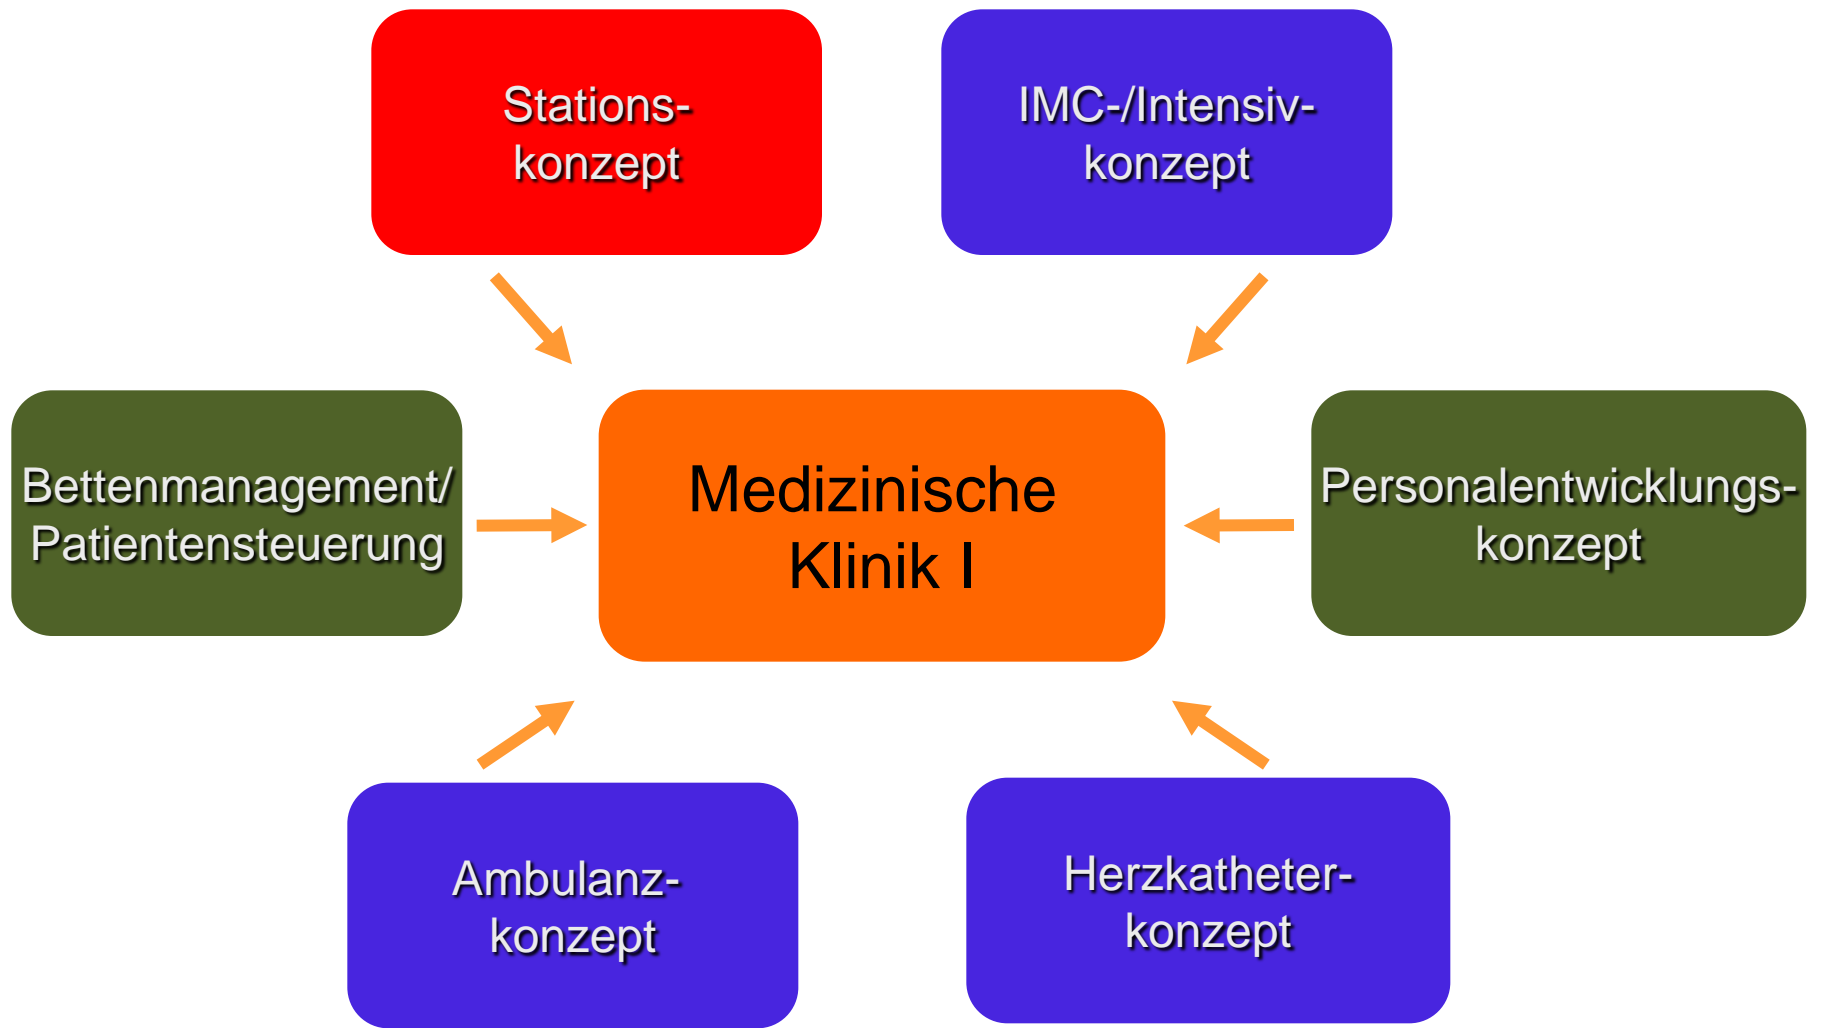 Stations-
konzept
IMC-/Intensiv-
konzept
Bettenmanagement/
Patientensteuerung
Medizinische
Klinik I
Personalentwicklungs-
konzept
Ambulanz-
konzept
Herzkatheter-
konzept